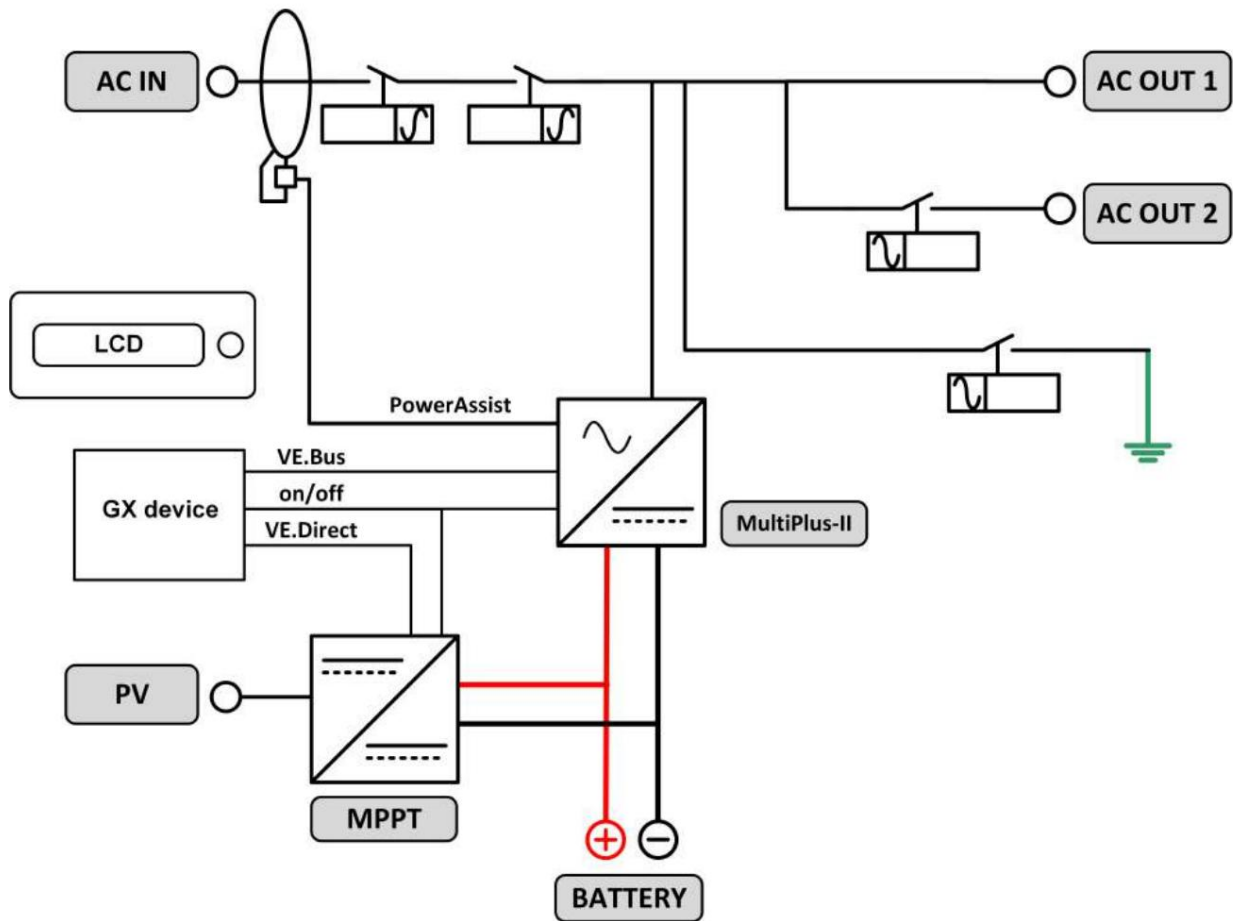 AC IN
AC OUT 1
AC OUT 2
LCD
PowerAssist
VE.Bus
GX device
on/off
VE.Direct
MultiPlus-II
PV
MPPT
BATTERY